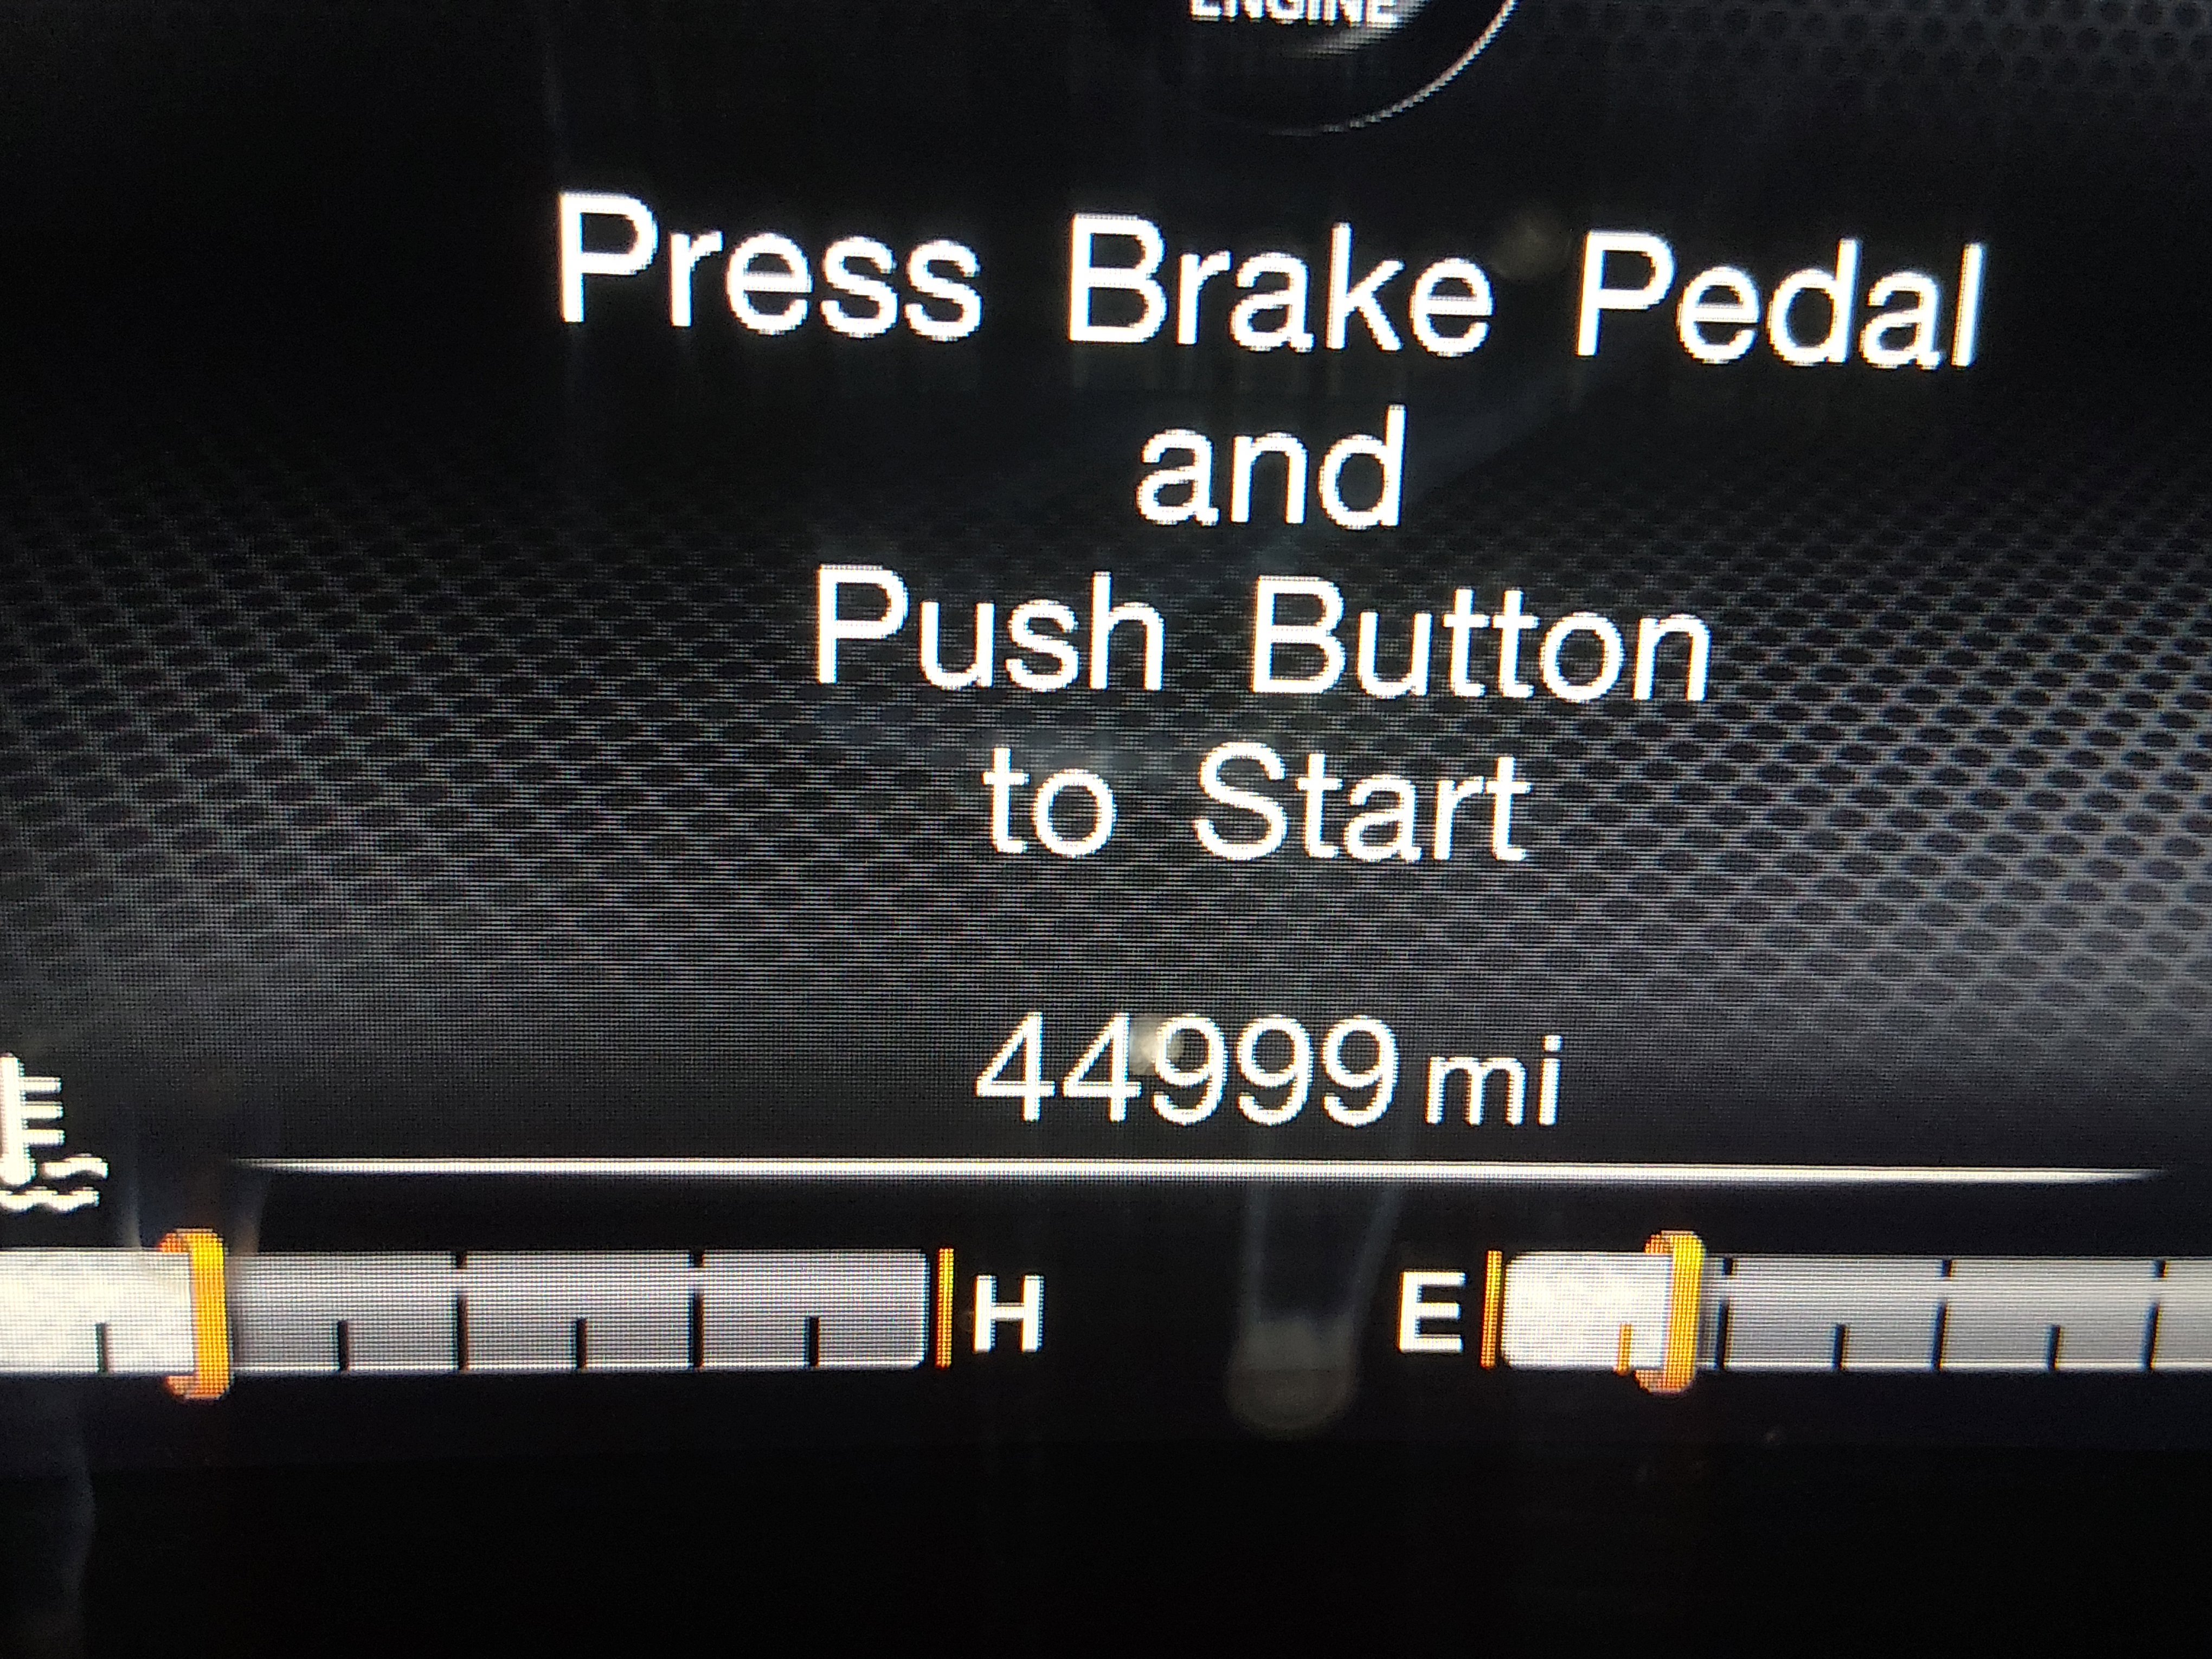 ENGINE
Press Brake Pedal
and
Push Button
to Start
44999 mi
H E